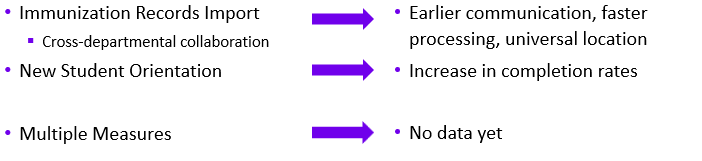 • Immunization Records Import
▪ Cross-departmental collaboration
• New Student Orientation
• Multiple Measures
• Earlier communication, faster
processing, universal location
• Increase in completion rates
• No data yet